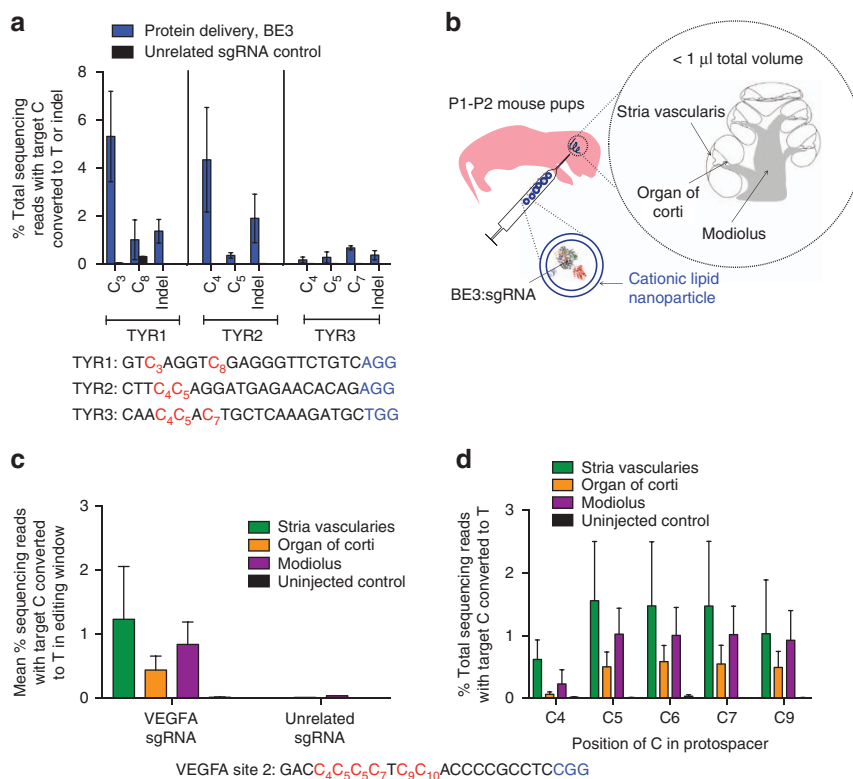 a
Protein delivery, BE3
Unrelated sgRNA control
% Total sequencing
reads with target C
converted to T or indel
8
6
4
2
0
C3
C8
Indel
C4
C5
Indel
C4
C5
C7
Indel
TYR1
TYR2
TYR3
TYR1: GTC3AGGTC8GAGGGTTCTGTCAGG
TYR2: CTTC4C5AGGATGAGAACACAGAGG
TYR3: CAAC4C5AC7TGCTCAAAGATGCTGG
b
< 1 μl total volume
P1-P2 mouse pups
Stria vascularis
Organ of
corti
Modiolus
BE3:sgRNA
Cationic lipid
nanoparticle
c
Mean % sequencing reads
with target C converted
to T in editing window
3
2
1
0
Stria vascularies
Organ of corti
Modiolus
Uninjected control
VEGFA
sgRNA
Unrelated
sgRNA
d
Stria vascularies
Organ of corti
Modiolus
Uninjected control
% Total sequencing reads
with target C converted to T
3
2
1
0
C4
C5
C6
C7
C9
Position of C in protospacer
VEGFA site 2: GACC4C5C5C7TC9C10ACCCCGCCTCCGG